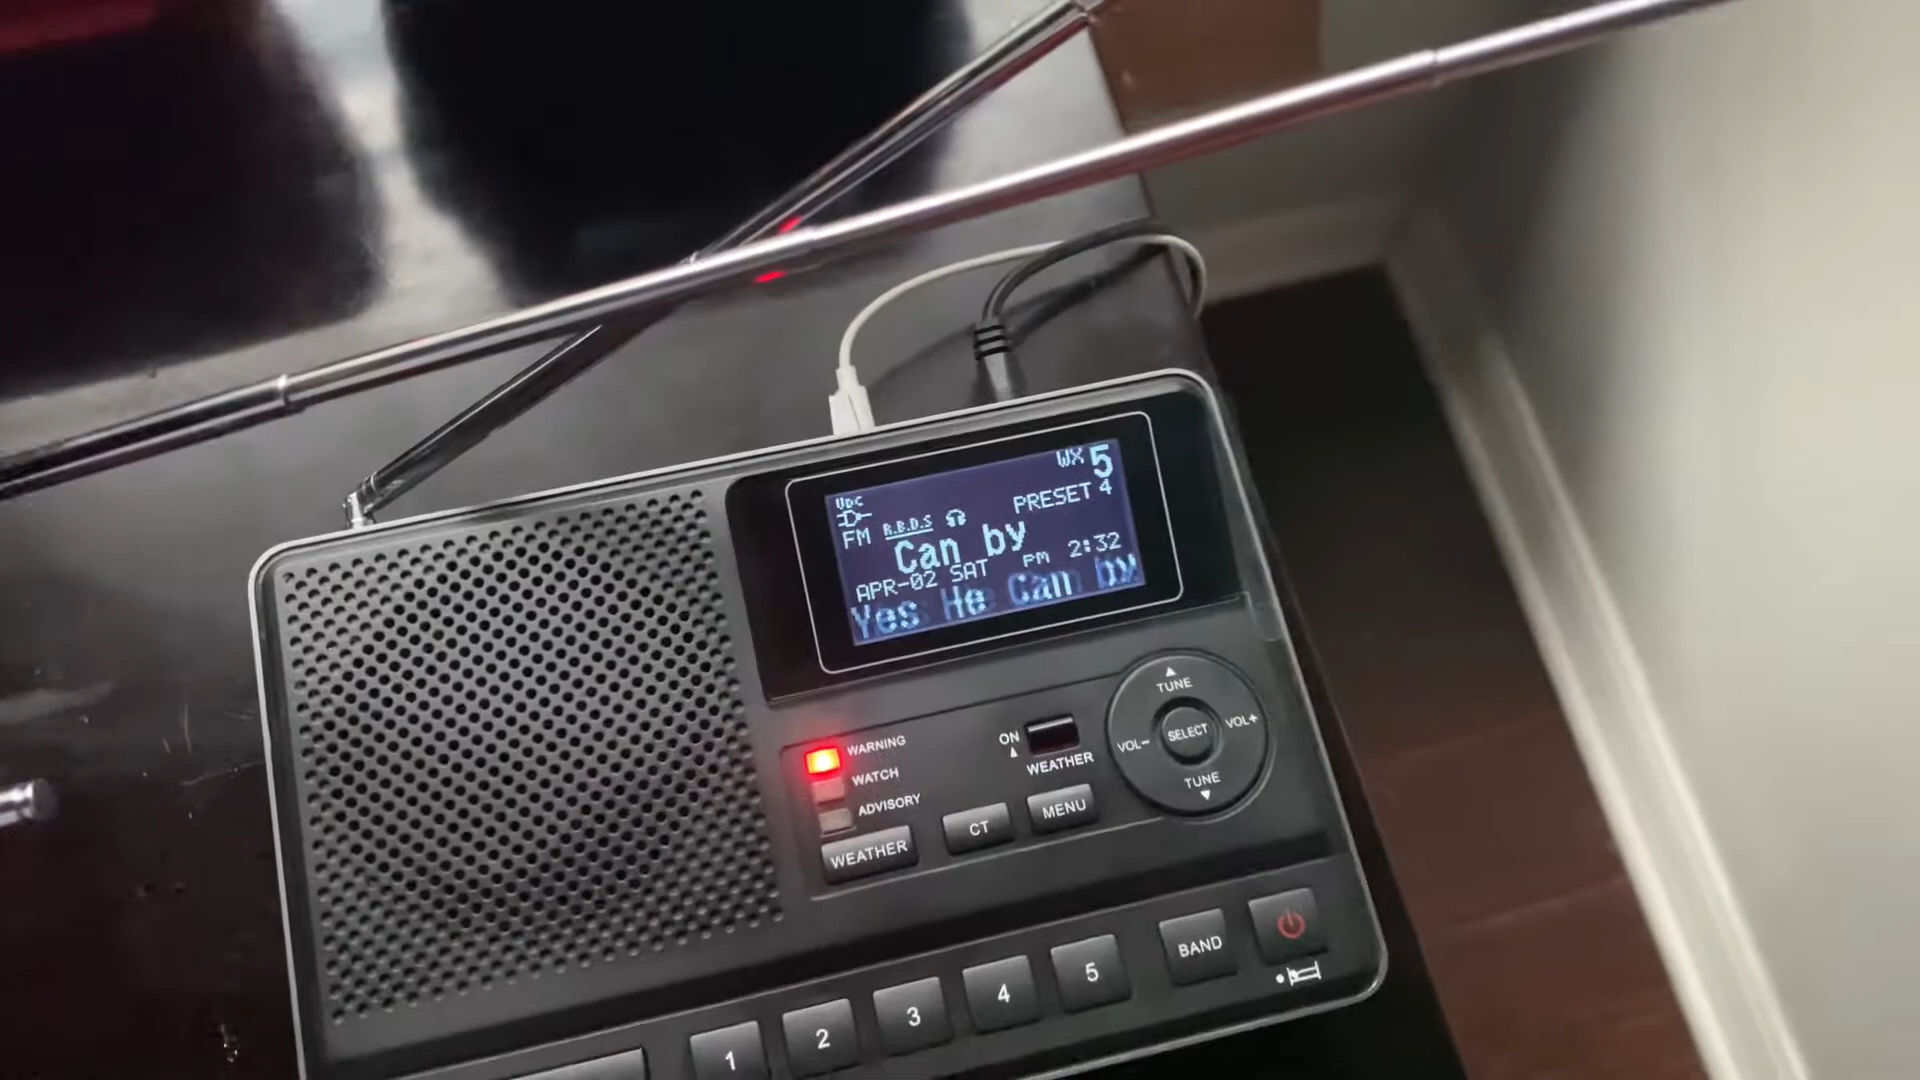 WX 5
VDC
PRESET 4
FM R.B.D.S
Can by
APR-02 SAT PM 2:32
Yes He Can by
TUNE
VOL- SELECT VOL+
TUNE
WARNING
WATCH
ADVISORY
WEATHER
ON
WEATHER
CT
MENU
1 2 3 4 5 BAND